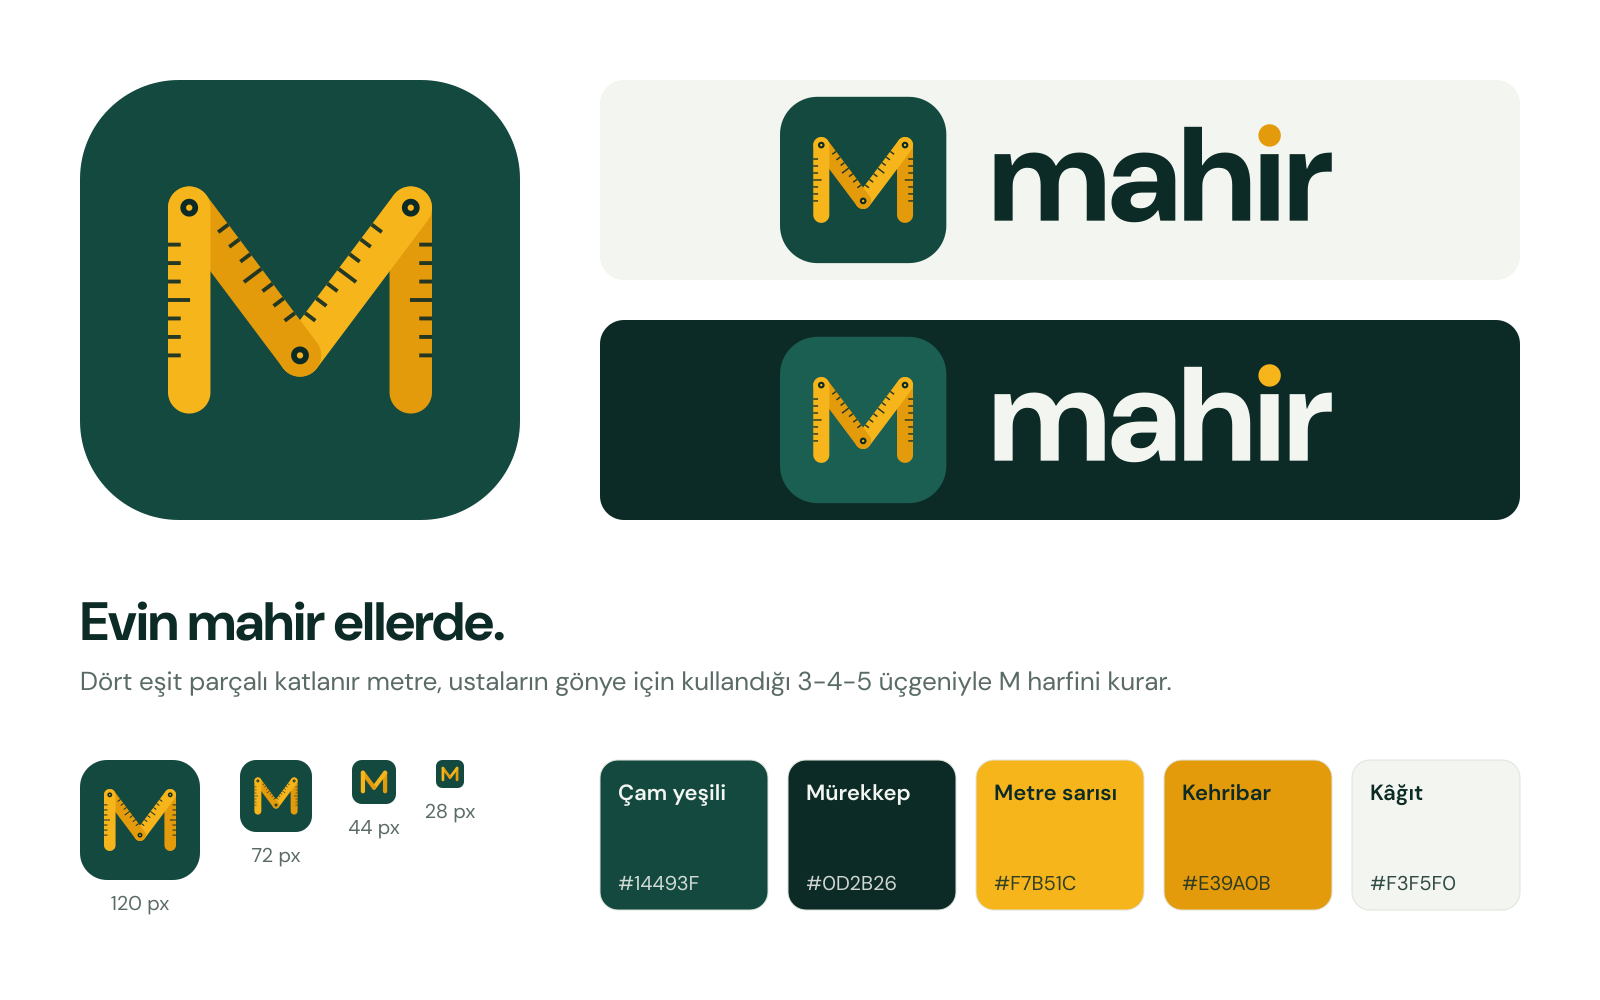 mahir
mahir
Evin mahir ellerde.
Dört eşit parçalı katlanır metre, ustaların gönye için kullandığı 3-4-5 üçgeniyle M harfini kurar.
120 px
72 px
44 px
28 px
Çam yeşili
#14493F
Mürekkep
#0D2B26
Metre sarısı
#F7B51C
Kehribar
#E39A0B
Kâğıt
#F3F5F0